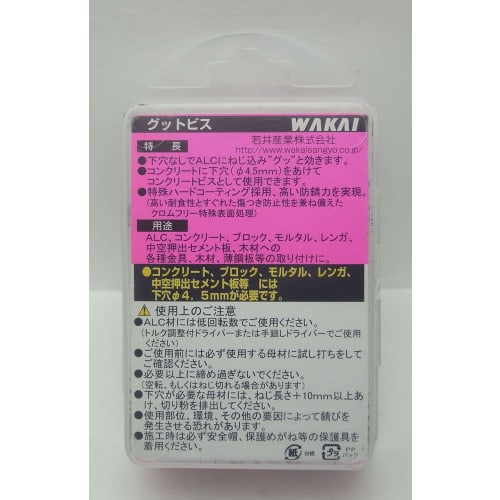 グットビス WAKAI
若井産業株式会社
特長 http://www.wakaisangyo.co.jp/
●下穴なしでALCにねじ込み"グッ"と効きます。
●コンクリートに下穴(φ4.5mm)をあけて
コンクリートビスとして使用できます。
●特殊ハードコーティング採用、高い防錆力を実現。
(高い耐食性とすぐれた傷つき防止性を兼ね備えた
クロムフリー特殊表面処理)
用途
ALC、コンクリート、ブロック、モルタル、レンガ、
中空押出セメント板、木材への
各種金具、木材、薄鋼板等の取り付けに。
●コンクリート、ブロック、モルタル、レンガ、
中空押出セメント板等 には
下穴φ4.5mmが必要です。
⚠使用上のご注意
●ALC材には低回転数でご使用ください。
(トルク調整付ドライバーまたは手廻しドライバーでご使用
ください)
●ご使用前には必ず使用する母材に試し打ちをして
ご確認ください。
●必要以上に締め過ぎないでください。
(空転、もしくはねじ切れる場合があります)
●下穴が必要な母材には、ねじ長さ+10mm以上あ
け、切り粉を排出してください。
●使用部位、環境、その他の要因によって錆びを
発生させる恐れがあります。
●施工時は必ず安全帽、保護めがね等の保護具を
着用ください。
紙 台紙 プラ PP パック